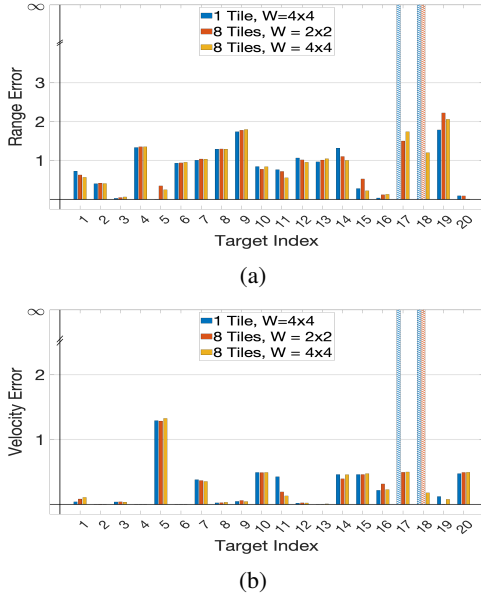 ∞
1 Tile, W=4x4
8 Tiles, W = 2x2
8 Tiles, W = 4x4
3
2
1
Range Error
1 2 3 4 5 6 7 8 9 10 11 12 13 14 15 16 17 18 19 20
Target Index
(a)
∞
1 Tile, W=4x4
8 Tiles, W = 2x2
8 Tiles, W = 4x4
2
1
Velocity Error
1 2 3 4 5 6 7 8 9 10 11 12 13 14 15 16 17 18 19 20
Target Index
(b)